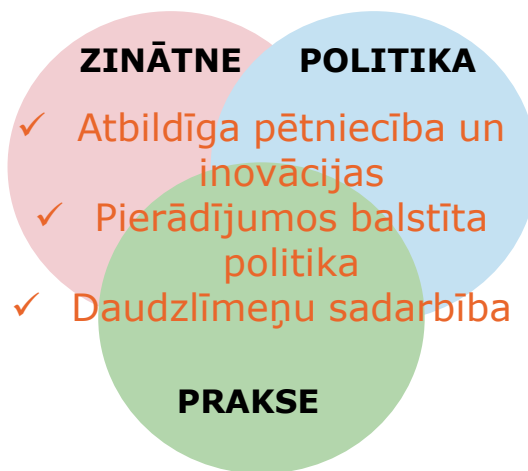 ZINĀTNE POLITIKA
✓ Atbildīga pētniecība un
inovācijas
✓ Pierādījumos balstīta
politika
✓ Daudzlīmeņu sadarbība
PRAKSE